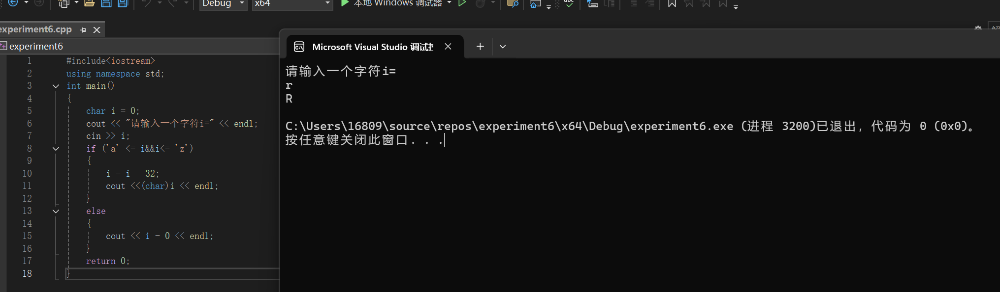 Debug
x64
本地 Windows 调试器
experiment6.cpp
Microsoft Visual Studio 调试
experiment6
1 #include<iostream>
2 using namespace std;
3 int main()
4 {
5 char i = 0;
6 cout << "请输入一个字符i=" << endl;
7 cin >> i;
8 if ('a' <= i&&i<= 'z')
9 {
10 i = i - 32;
11 cout <<(char)i << endl;
12 }
13 else
14 {
15 cout << i - 0 << endl;
16 }
17 return 0;
18 }
请输入一个字符i=
r
R
C:\Users\16809\source\repos\experiment6\x64\Debug\experiment6.exe (进程 3200)已退出，代码为 0 (0x0)。
按任意键关闭此窗口. . .